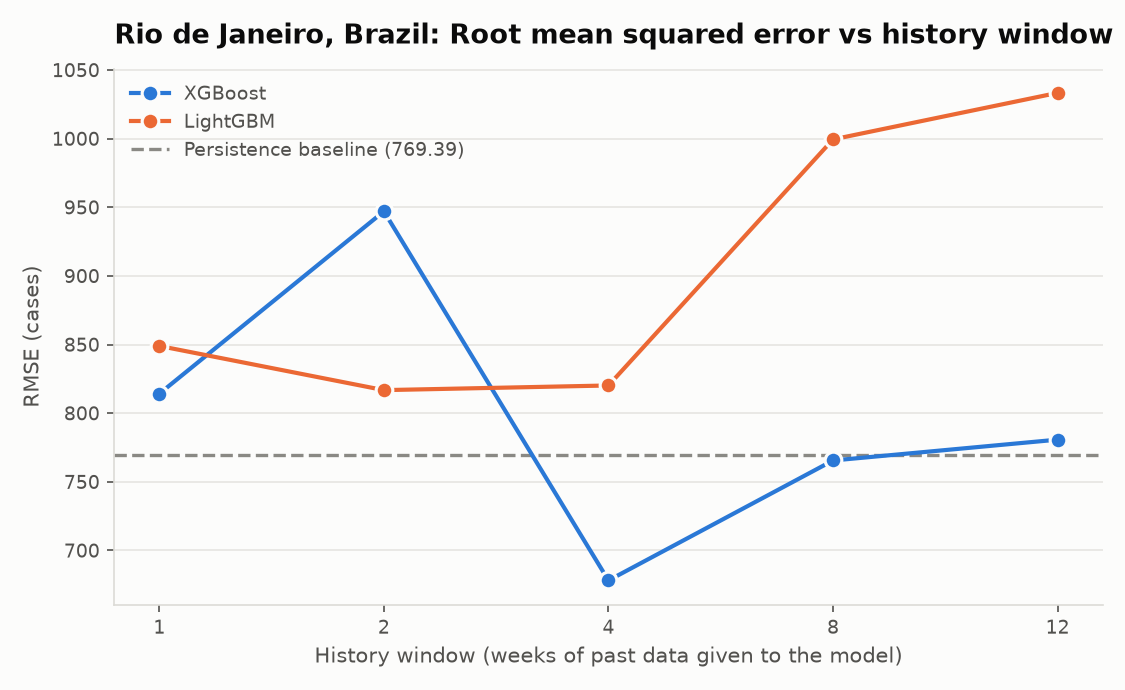 Rio de Janeiro, Brazil: Root mean squared error vs history window
1050
1000
950
900
850
800
750
700
RMSE (cases)
XGBoost
LightGBM
Persistence baseline (769.39)
1 2 4 8 12
History window (weeks of past data given to the model)